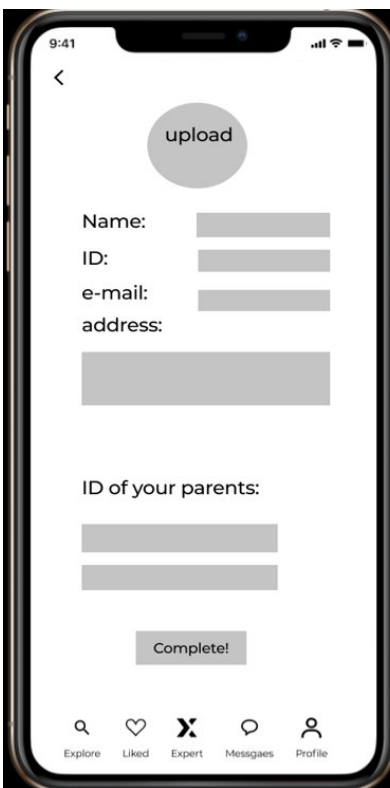 9:41
upload
Name:
ID:
e-mail:
address:
ID of your parents:
Complete!
Explore Liked Expert Messgaes Profile